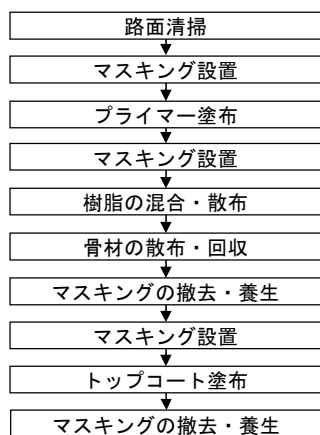 路面清掃
マスキング設置
プライマー塗布
マスキング設置
樹脂の混合・散布
骨材の散布・回収
マスキングの撤去・養生
マスキング設置
トップコート塗布
マスキングの撤去・養生